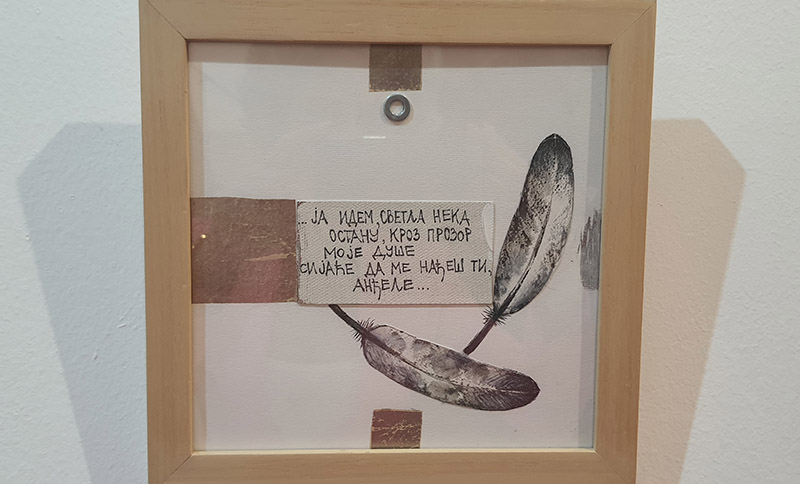 ...ЈА ИДЕМ, СВЕТЛА НЕКА
ОСТАНУ, КРОЗ ПРОЗОР
МОЈЕ ДУШЕ
СИЈАЋЕ ДА МЕ НАЂЕШ ТИ,
АНЂЕЛЕ...